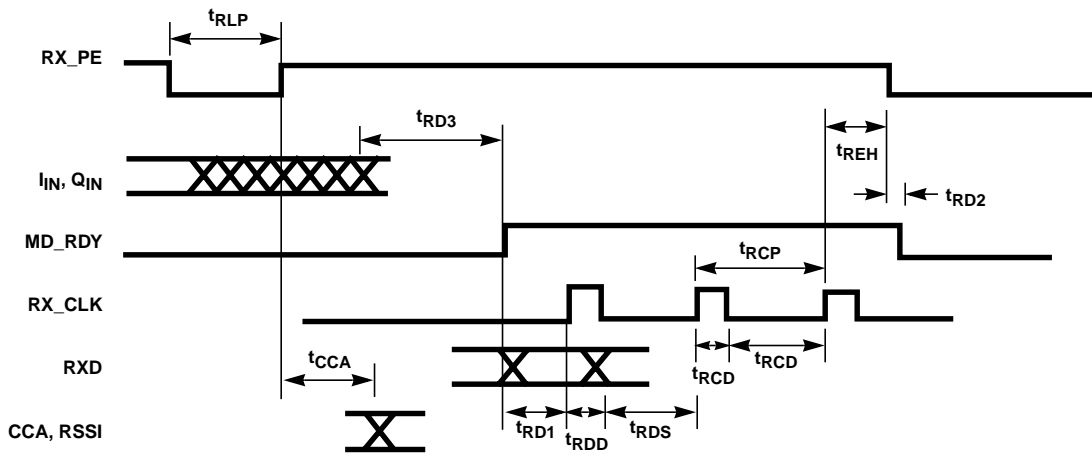 tRLP
RX_PE
tRD3
tREH
IIN, QIN
tRD2
MD_RDY
tRCP
RX_CLK
tCCA
RXD
tRCD
tRCD
tRD1
tRDD
tRDS
CCA, RSSI